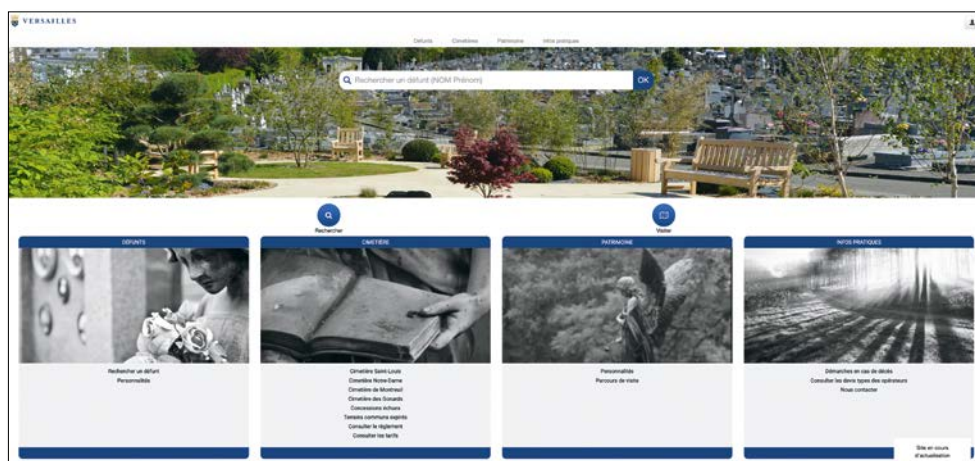 VERSAILLES
Défunts Cimetières Patrimoine Infos pratiques
Rechercher un défunt (NOM Prénom) OK
Rechercher Visiter
DÉFUNTS
Rechercher un défunt
Personnalités
CIMETIÈRE
Cimetière Saint-Louis
Cimetière Notre-Dame
Cimetière de Montreuil
Cimetière des Gonards
Concessions échues
Terrains communs expirés
Consulter le règlement
Consulter les tarifs
PATRIMOINE
Personnalités
Parcours de visite
INFOS PRATIQUES
Démarches en cas de décès
Consulter les devis types des opérateurs
Nous contacter
Site en cours
d'actualisation